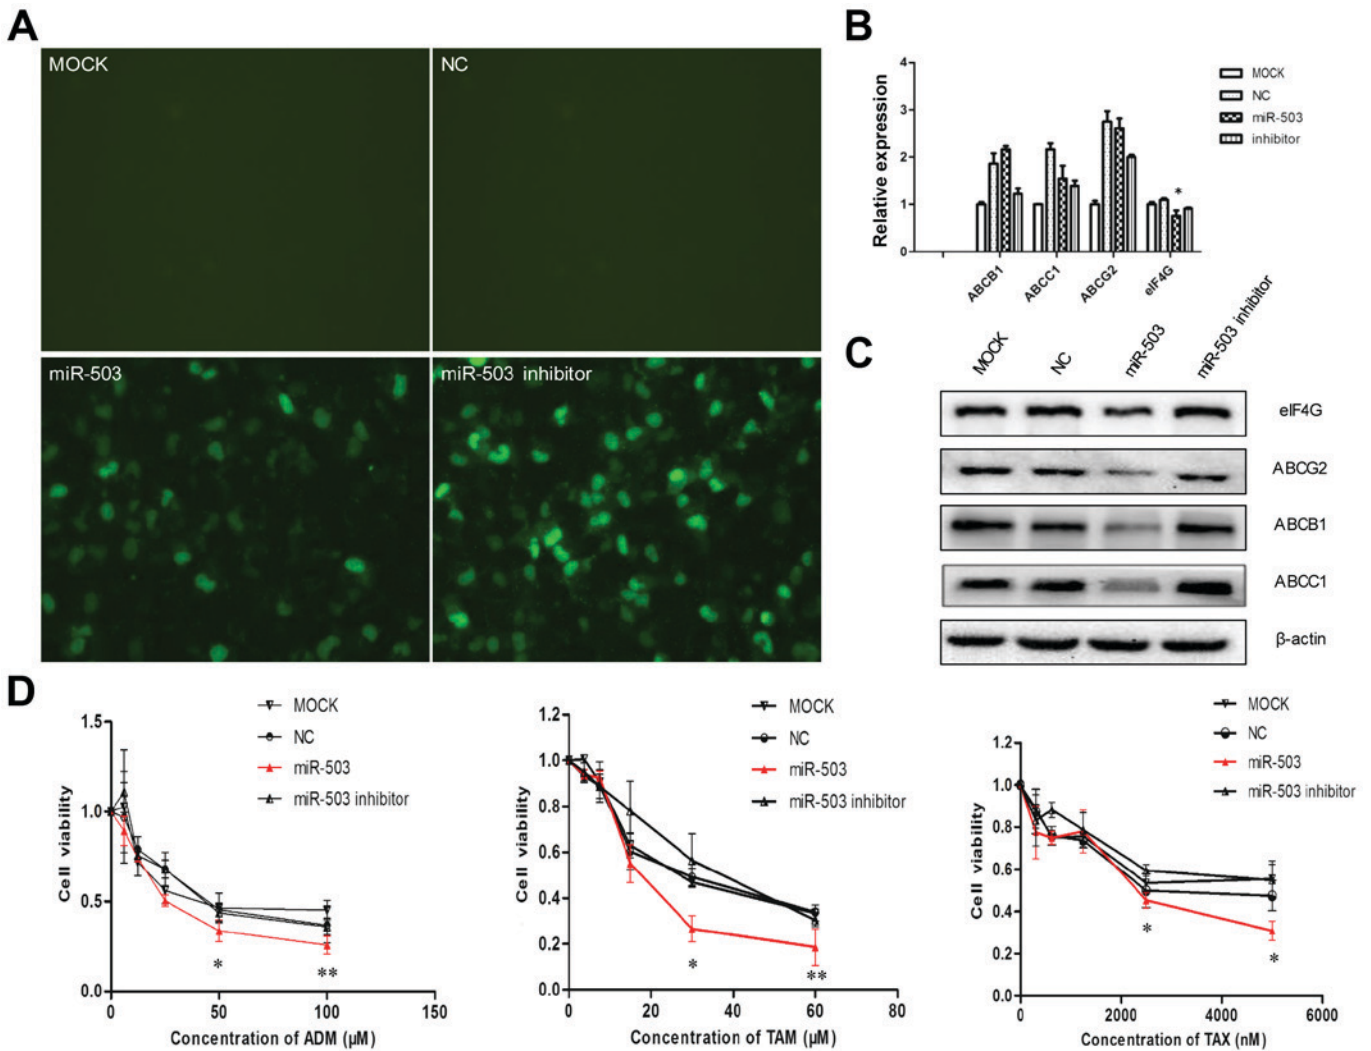 A
MOCK
NC
miR-503
miR-503 inhibitor
B
4
3
2
1
0
Relative expression
MOCK
NC
miR-503
inhibitor
*
ABCB1
ABCC1
ABCG2
eIF4G
C
MOCK
NC
miR-503
miR-503 inhibitor
eIF4G
ABCG2
ABCB1
ABCC1
β-actin
D
MOCK
NC
miR-503
miR-503 inhibitor
1.5
1.0
0.5
0.0
Cell viability
*
**
0
50
100
150
Concentration of ADM (μM)
MOCK
NC
miR-503
miR-503 inhibitor
1.2
1.0
0.8
0.6
0.4
0.2
0.0
Cell viability
*
**
0
20
40
60
80
Concentration of TAM (μM)
MOCK
NC
miR-503
miR-503 inhibitor
1.2
1.0
0.8
0.6
0.4
0.2
0.0
Cell viability
*
*
0
2000
4000
6000
Concentration of TAX (nM)